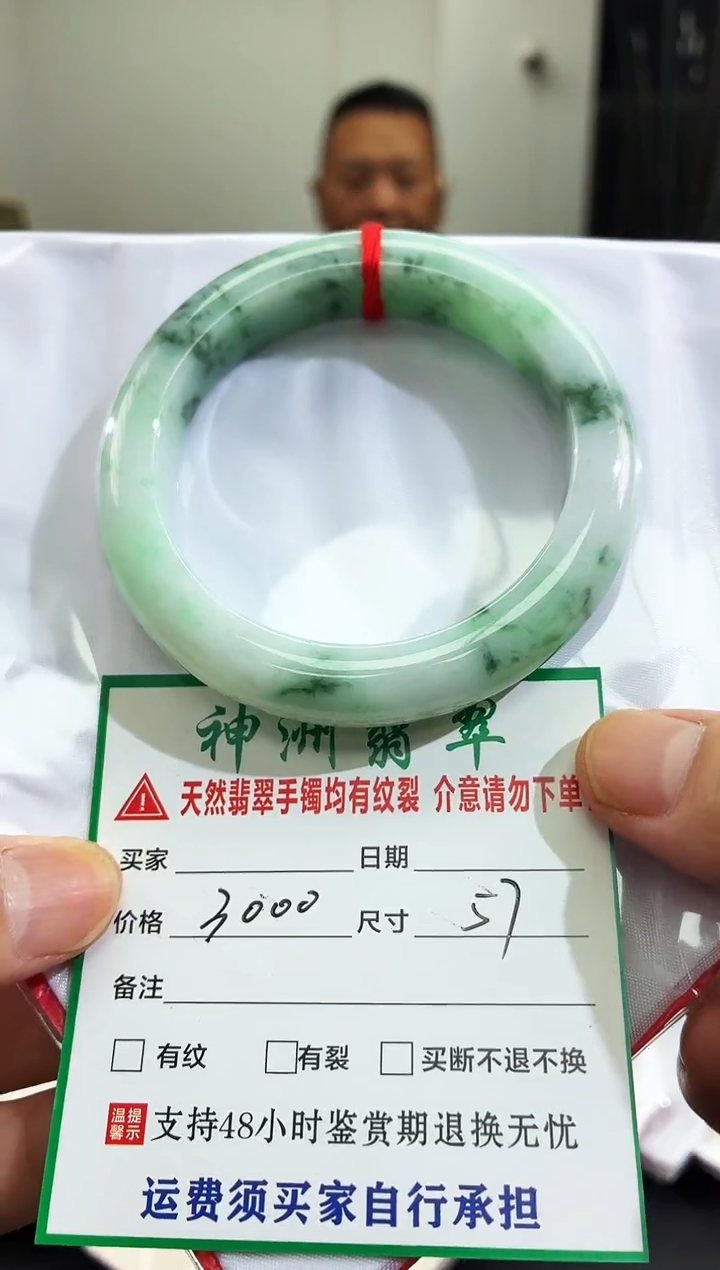 神洲翡翠
天然翡翠手镯均有纹裂 介意请勿下单
买家 日期
价格 3000 尺寸 57
备注
有纹 有裂 买断不退不换
温馨提示 支持48小时鉴赏期退换无忧
运费须买家自行承担